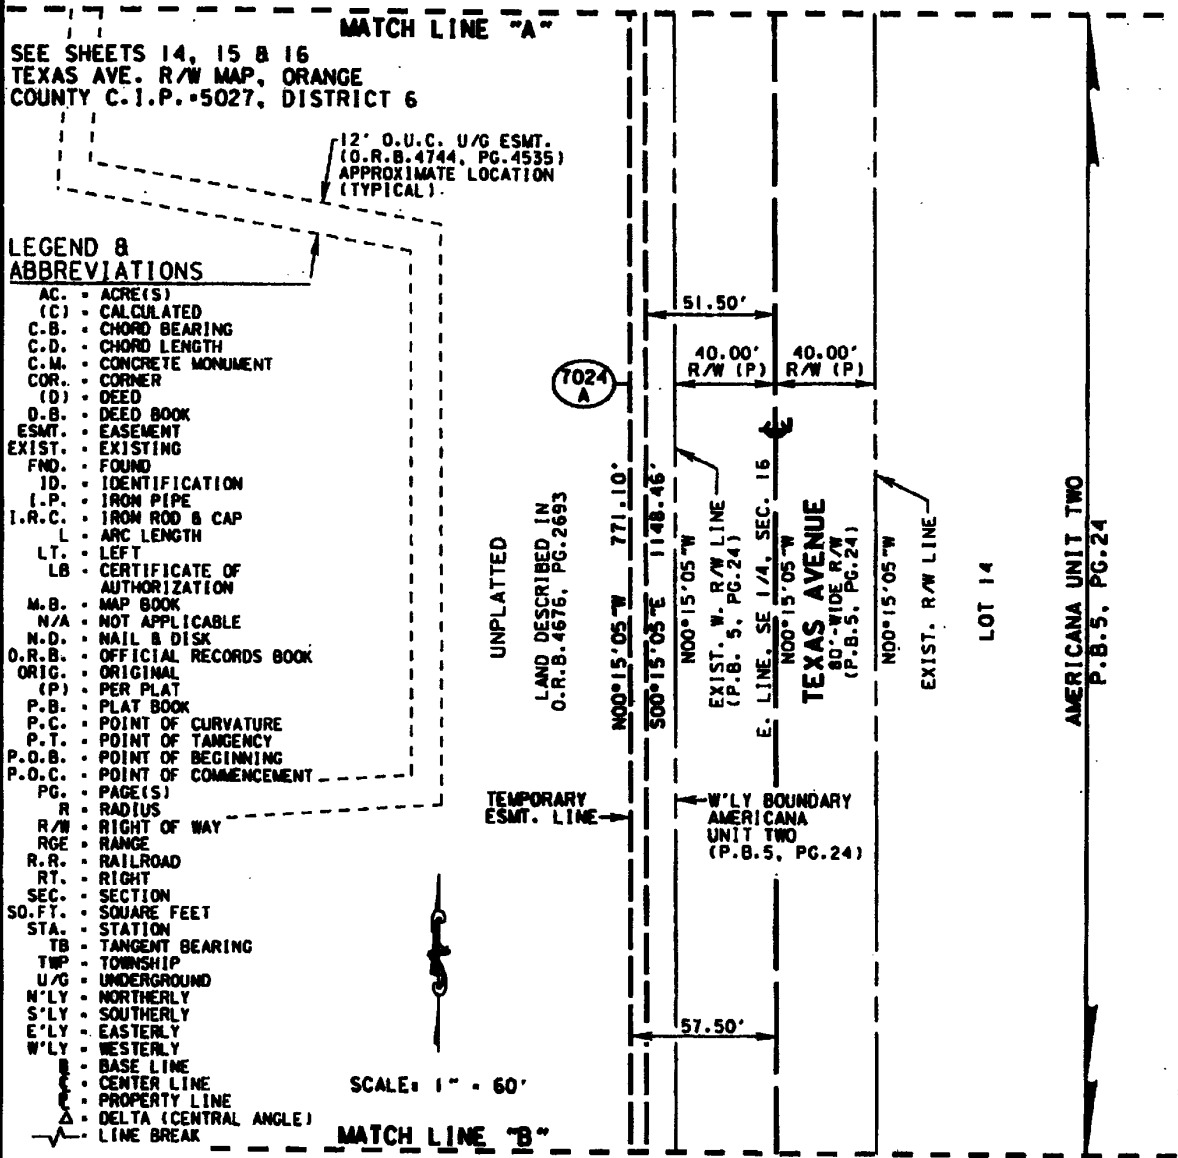 MATCH LINE "A"
SEE SHEETS 14, 15 & 16
TEXAS AVE. R/W MAP, ORANGE
COUNTY C.I.P.#5027, DISTRICT 6
12' O.U.C. U/G ESMT.
(O.R.B.4744, PG.4535)
APPROXIMATE LOCATION
(TYPICAL)
LEGEND &
ABBREVIATIONS
AC. = ACRE(S)
(C) = CALCULATED
C.B. = CHORD BEARING
C.D. = CHORD LENGTH
C.M. = CONCRETE MONUMENT
COR. = CORNER
(D) = DEED
D.B. = DEED BOOK
ESMT. = EASEMENT
EXIST. = EXISTING
FND. = FOUND
ID. = IDENTIFICATION
I.P. = IRON PIPE
I.R.C. = IRON ROD & CAP
L = ARC LENGTH
LT. = LEFT
LB = CERTIFICATE OF
AUTHORIZATION
M.B. = MAP BOOK
N/A = NOT APPLICABLE
N.D. = NAIL & DISK
O.R.B. = OFFICIAL RECORDS BOOK
ORIG. = ORIGINAL
(P) = PER PLAT
P.B. = PLAT BOOK
P.C. = POINT OF CURVATURE
P.T. = POINT OF TANGENCY
P.O.B. = POINT OF BEGINNING
P.O.C. = POINT OF COMMENCEMENT
PG. = PAGE(S)
R = RADIUS
R/W = RIGHT OF WAY
RGE = RANGE
R.R. = RAILROAD
RT. = RIGHT
SEC. = SECTION
SQ.FT. = SQUARE FEET
STA. = STATION
TB = TANGENT BEARING
TWP = TOWNSHIP
U/G = UNDERGROUND
N'LY = NORTHERLY
S'LY = SOUTHERLY
E'LY = EASTERLY
W'LY = WESTERLY
= BASE LINE
= CENTER LINE
= PROPERTY LINE
Δ = DELTA (CENTRAL ANGLE)
= LINE BREAK
51.50'
40.00'
R/W (P)
40.00'
R/W (P)
7024
A
UNPLATTED
LAND DESCRIBED IN
O.R.B.4676, PG.2693
N00°15'05"W 771.10'
S00°15'05"E 1148.46'
N00°15'05"W
EXIST. W. R/W LINE
(P.B. 5, PG.24)
E. LINE, SE 1/4, SEC. 16
N00°15'05"W
TEXAS AVENUE
80'-WIDE R/W
(P.B.5, PG.24)
N00°15'05"W
EXIST. R/W LINE
LOT 14
AMERICANA UNIT TWO
P.B.5, PG.24
TEMPORARY
ESMT. LINE
W'LY BOUNDARY
AMERICANA
UNIT TWO
(P.B.5, PG.24)
57.50'
SCALE: 1" = 60'
MATCH LINE "B"